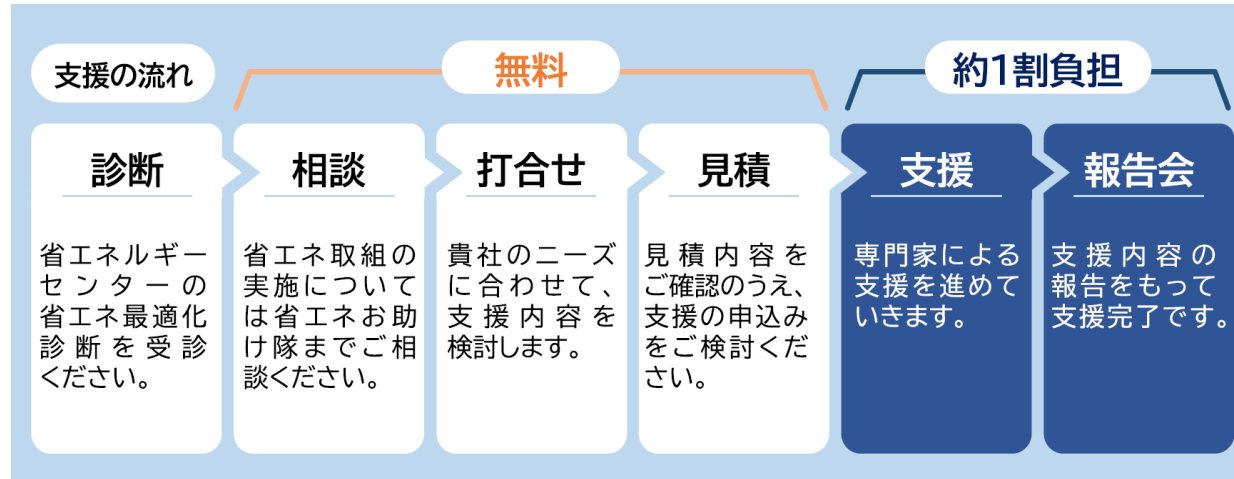 支援の流れ
無料
約1割負担
診断
省エネルギー
センターの
省エネ最適化
診断を受診
ください。
相談
省エネ取組の
実施について
は省エネお助
け隊までご相
談ください。
打合せ
貴社のニーズ
に合わせて、
支援内容を
検討します。
見積
見積内容を
ご確認のうえ、
支援の申込み
をご検討くだ
さい。
支援
専門家による
支援を進めて
いきます。
報告会
支援内容の
報告をもって
支援完了です。